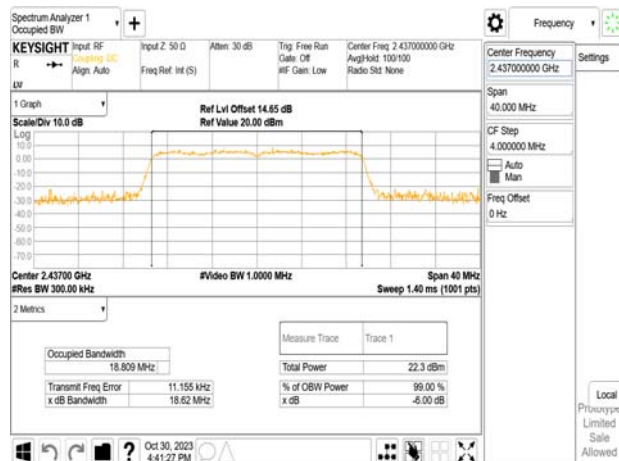 Spectrum Analyzer 1
Occupied BW
Frequency
KEYSIGHT
Input: RF
Coupling: DC
Align: Auto
Input Z: 50 Ω
Freq Ref: Int (S)
Atten: 30 dB
Trig: Free Run
Gate: Off
#IF Gain: Low
Center Freq: 2.437000000 GHz
Avg|Hold: 100/100
Radio Std: None
R
LM
1 Graph
Scale/Div 10.0 dB
Ref Lvl Offset 14.65 dB
Ref Value 20.00 dBm
Log
10.0
0.00
-10.0
-20.0
-30.0
-40.0
-50.0
-60.0
-70.0
Center 2.43700 GHz
#Res BW 300.00 kHz
#Video BW 1.0000 MHz
Span 40 MHz
Sweep 1.40 ms (1001 pts)
2 Metrics
Measure Trace
Trace 1
Occupied Bandwidth
18.809 MHz
Total Power
22.3 dBm
Transmit Freq Error
11.155 kHz
% of OBW Power
99.00 %
x dB Bandwidth
18.62 MHz
x dB
-6.00 dB
Oct 30, 2023
4:41:27 PM
Center Frequency
2.437000000 GHz
Settings
Span
40.000 MHz
CF Step
4.000000 MHz
Auto
Man
Freq Offset
0 Hz
Local
Prototype
Limited
Sale
Allowed